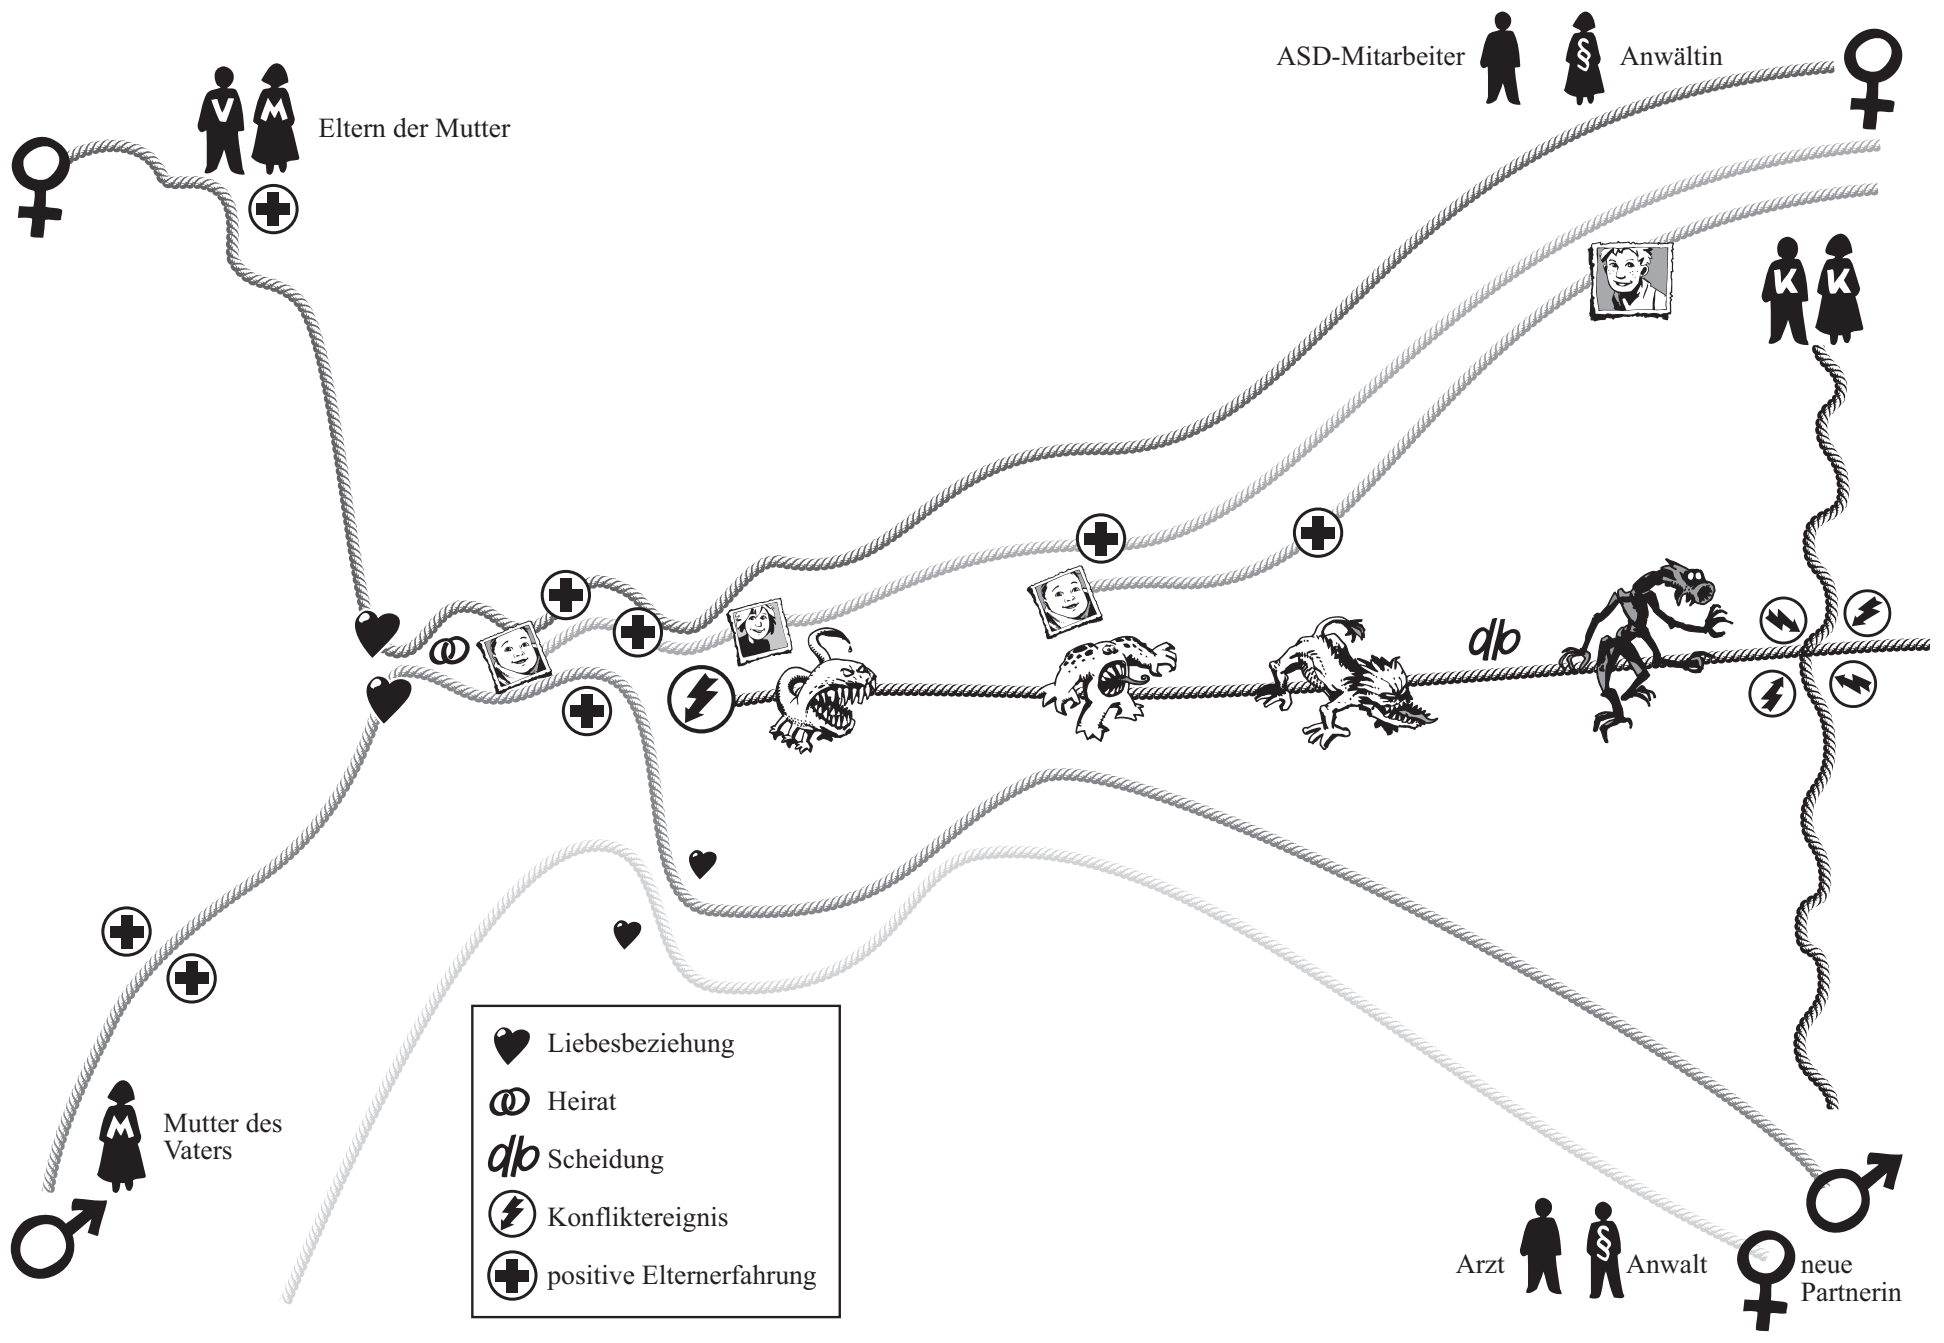 ASD-Mitarbeiter
§
Anwältin
V
M
Eltern der Mutter
K
K
M
Mutter des
Vaters
Liebesbeziehung
Heirat
Scheidung
Konfliktereignis
positive Elternerfahrung
Arzt
§
Anwalt
neue
Partnerin